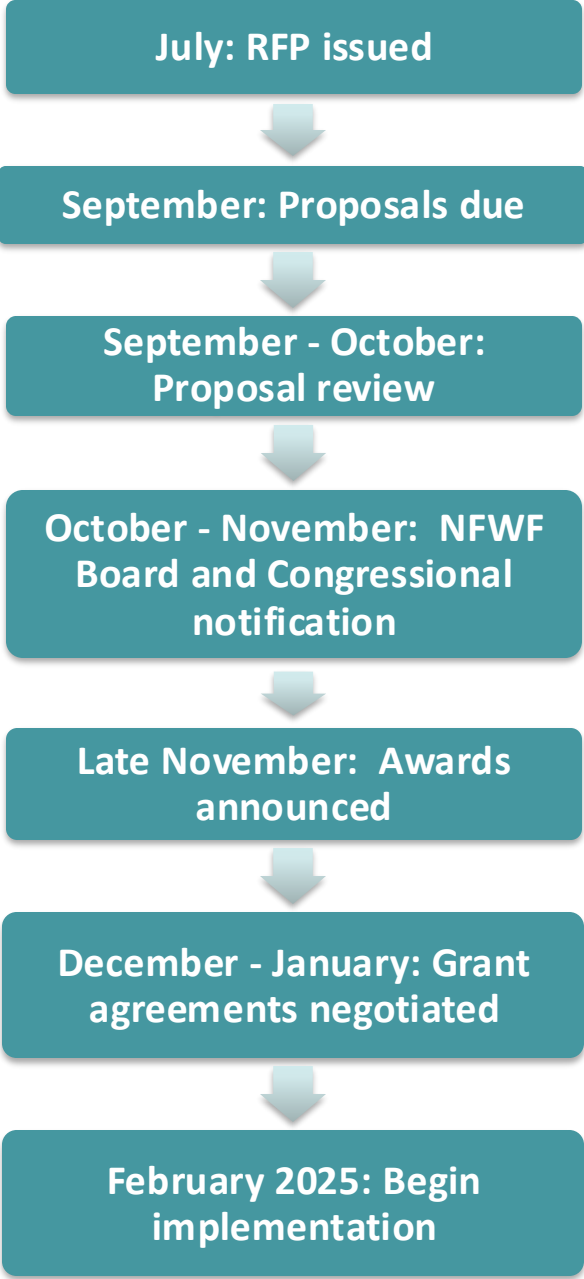 July: RFP issued
September: Proposals due
September - October:
Proposal review
October - November:  NFWF
Board and Congressional
notification
Late November:  Awards
announced
December - January: Grant
agreements negotiated
February 2025: Begin
implementation